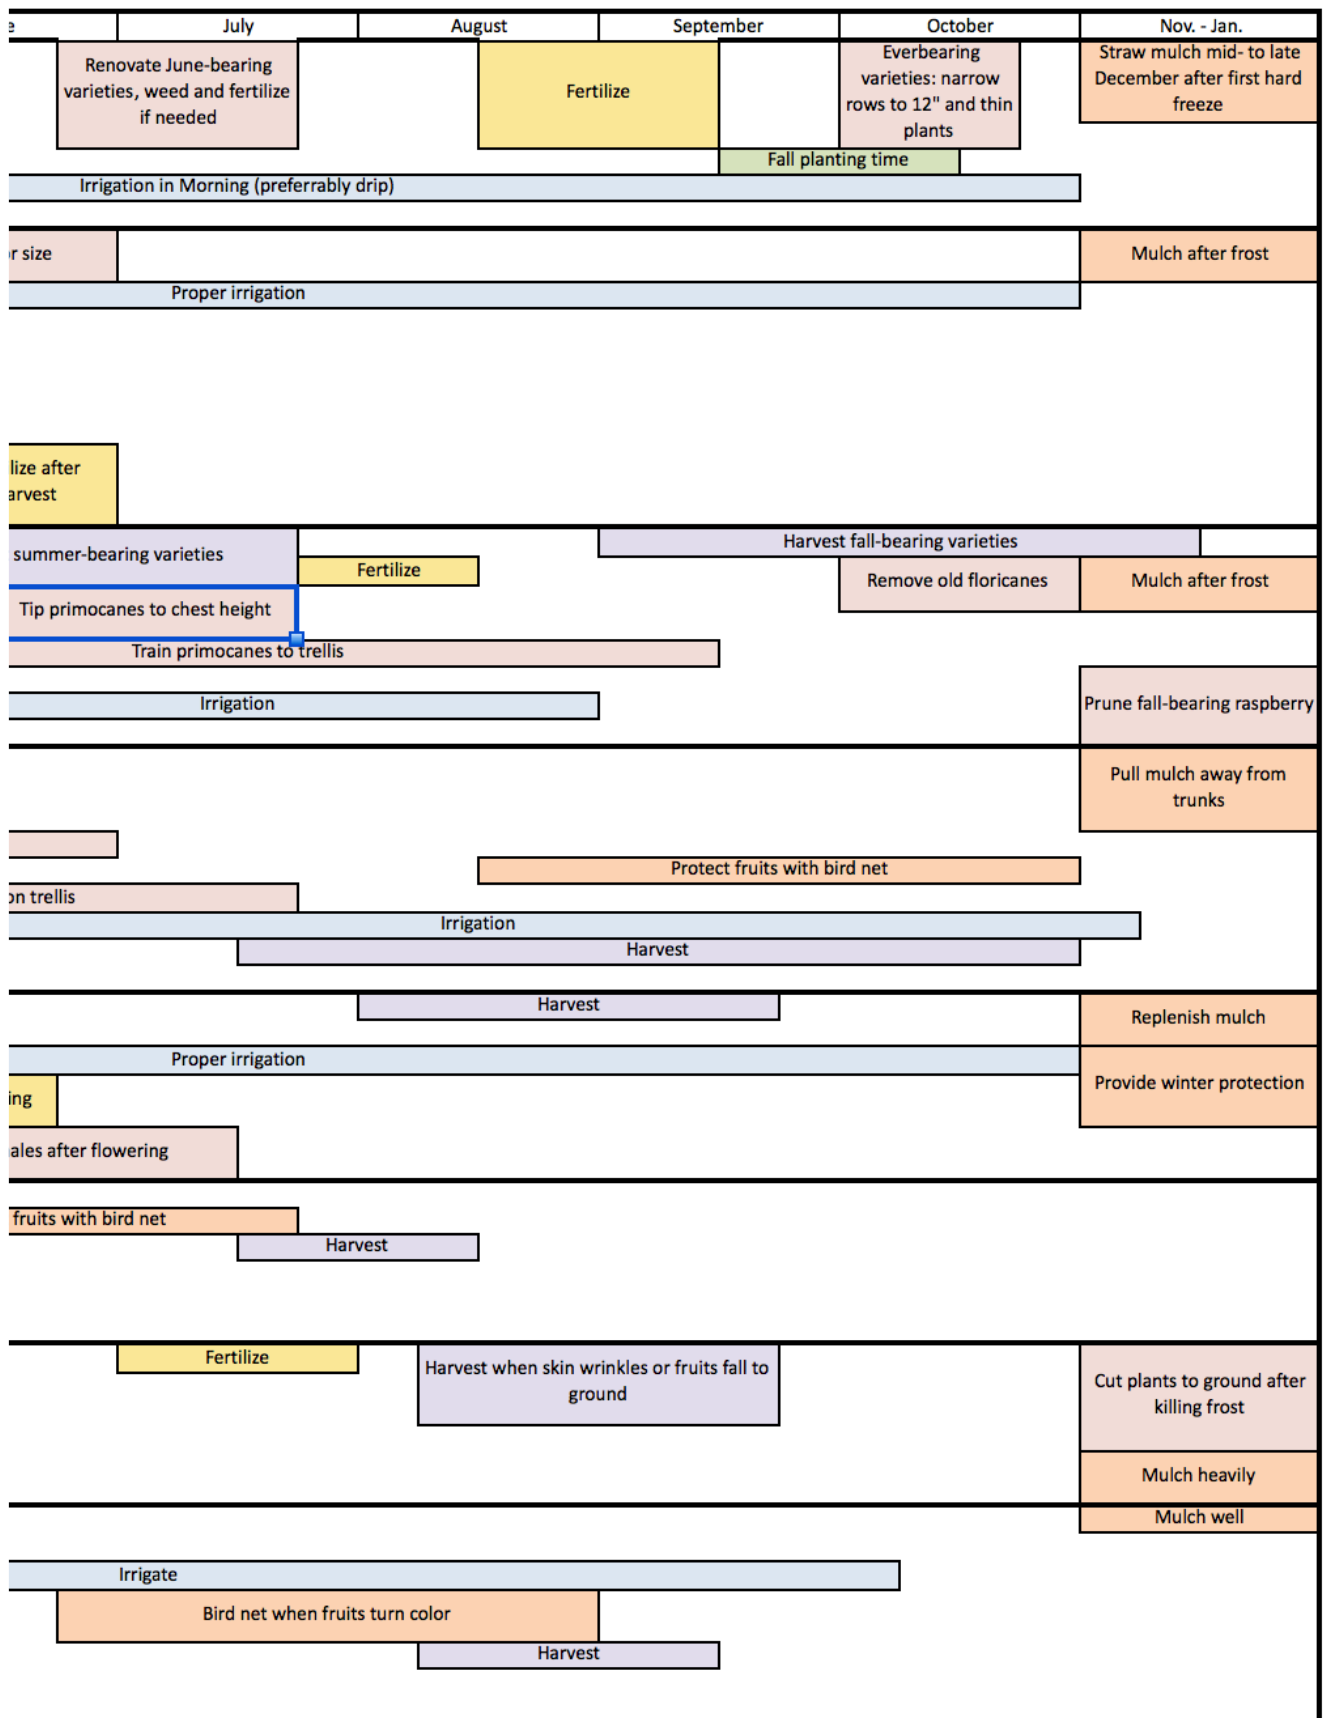 e July August September October Nov. - Jan.
Renovate June-bearing
varieties, weed and fertilize
if needed
Fertilize
Everbearing
varieties: narrow
rows to 12" and thin
plants
Straw mulch mid- to late
December after first hard
freeze
Fall planting time
Irrigation in Morning (preferrably drip)
r size
Mulch after frost
Proper irrigation
lize after
arvest
summer-bearing varieties
Harvest fall-bearing varieties
Fertilize
Remove old floricanes
Mulch after frost
Tip primocanes to chest height
Train primocanes to trellis
Irrigation
Prune fall-bearing raspberry
Pull mulch away from
trunks
Protect fruits with bird net
on trellis
Irrigation
Harvest
Harvest
Replenish mulch
Proper irrigation
Provide winter protection
ing
ales after flowering
fruits with bird net
Harvest
Fertilize
Harvest when skin wrinkles or fruits fall to
ground
Cut plants to ground after
killing frost
Mulch heavily
Mulch well
Irrigate
Bird net when fruits turn color
Harvest